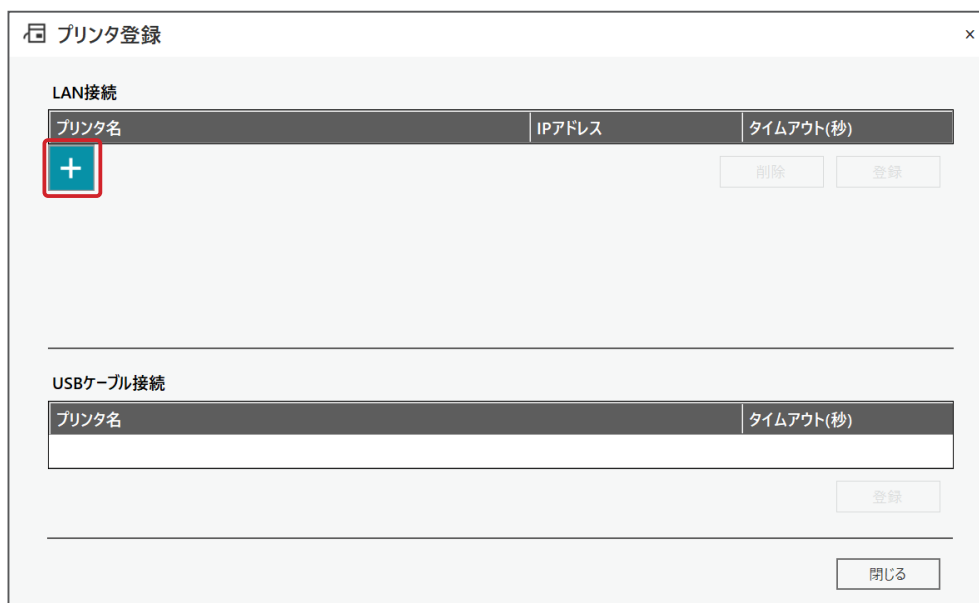 プリンタ登録 ×
LAN接続
プリンタ名 IPアドレス タイムアウト(秒)
+ 削除 登録
USBケーブル接続
プリンタ名 タイムアウト(秒)
登録
閉じる